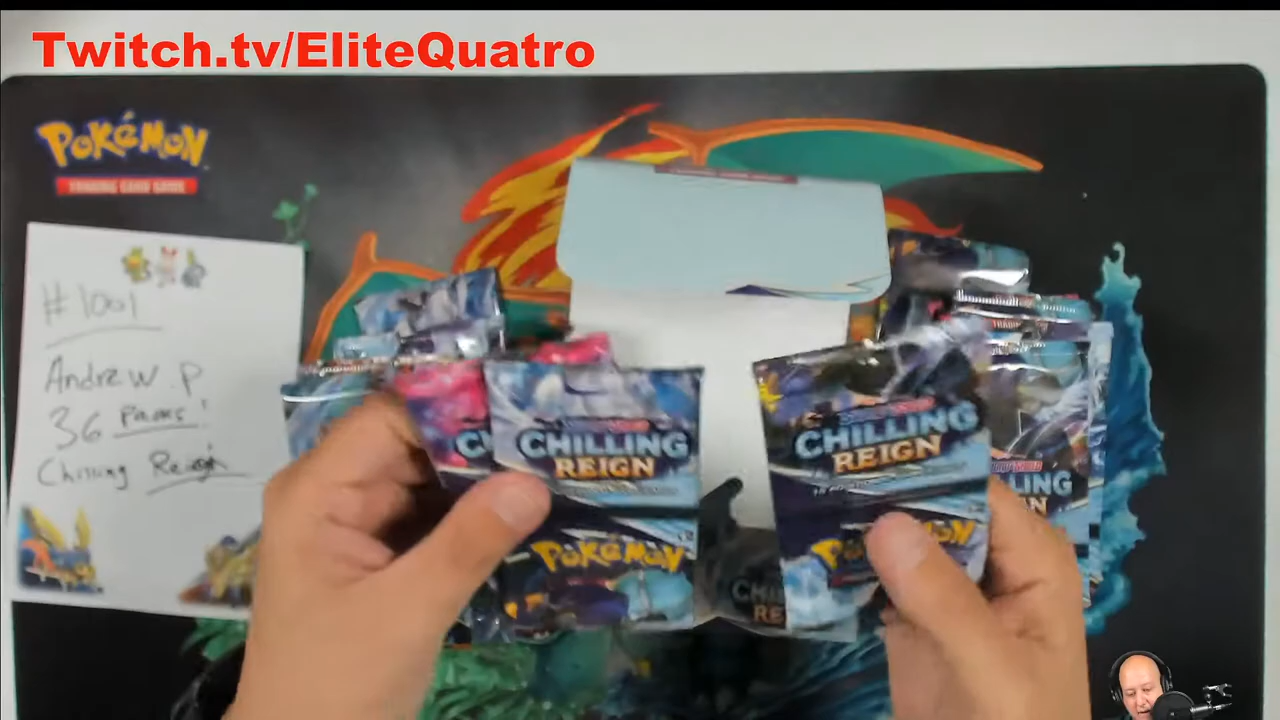 Twitch.tv/EliteQuatro
POKéMON
TRADING CARD GAME
#1001
Andrew.P
36 Packs!
Chilling Reign
CHILLING
REIGN
POKéMON
CHILLING
REIGN
POKéMON